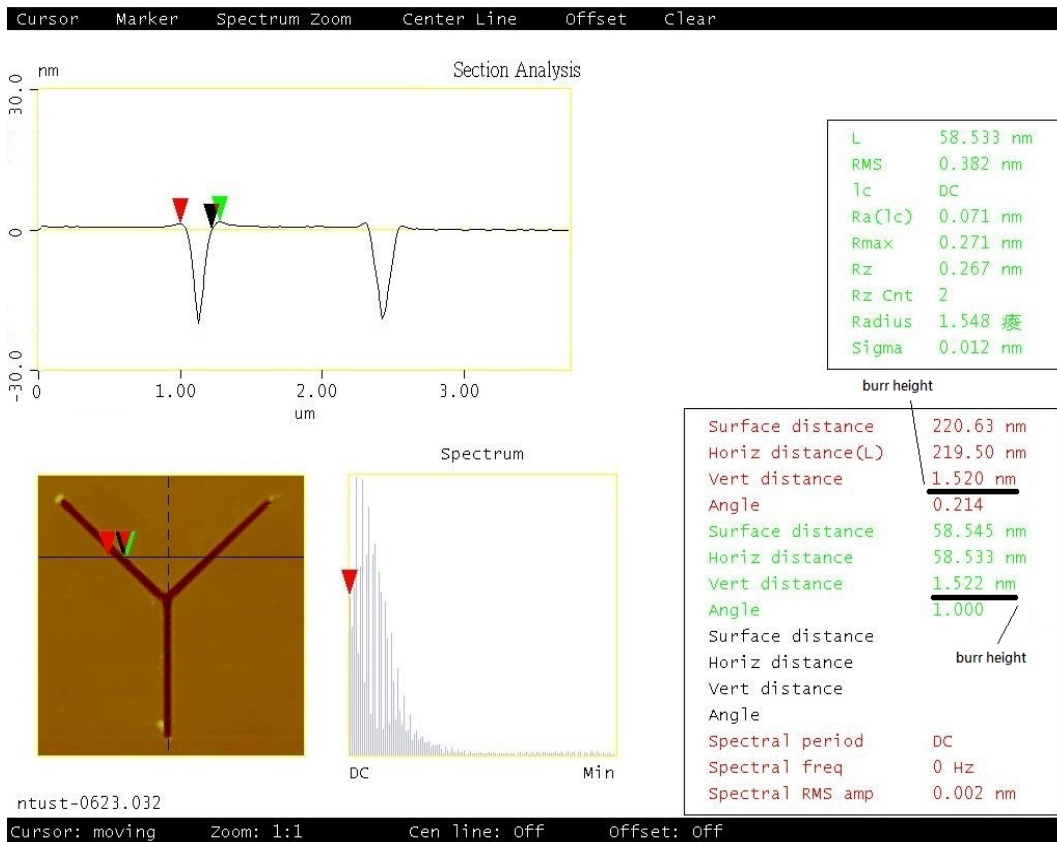 Cursor Marker Spectrum Zoom Center Line Offset Clear
nm
Section Analysis
30.0
0
-30.0
0 1.00 2.00 3.00
um
L 58.533 nm
RMS 0.382 nm
lc DC
Ra(lc) 0.071 nm
Rmax 0.271 nm
Rz 0.267 nm
Rz Cnt 2
Radius 1.548 㾗
Sigma 0.012 nm
burr height
Surface distance 220.63 nm
Horiz distance(L) 219.50 nm
Vert distance 1.520 nm
Angle 0.214
Surface distance 58.545 nm
Horiz distance 58.533 nm
Vert distance 1.522 nm
Angle 1.000
burr height
Surface distance
Horiz distance
Vert distance
Angle
Spectral period DC
Spectral freq 0 Hz
Spectral RMS amp 0.002 nm
Spectrum
DC Min
ntust-0623.032
Cursor: moving Zoom: 1:1 Cen line: Off Offset: Off